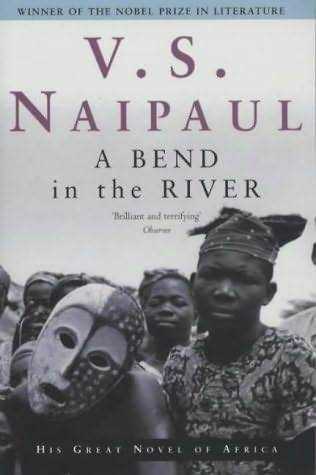 WINNER OF THE NOBEL PRIZE IN LITERATURE
V. S.
NAIPAUL
A BEND
in the RIVER
'Brilliant and terrifying'
Observer
HIS GREAT NOVEL OF AFRICA